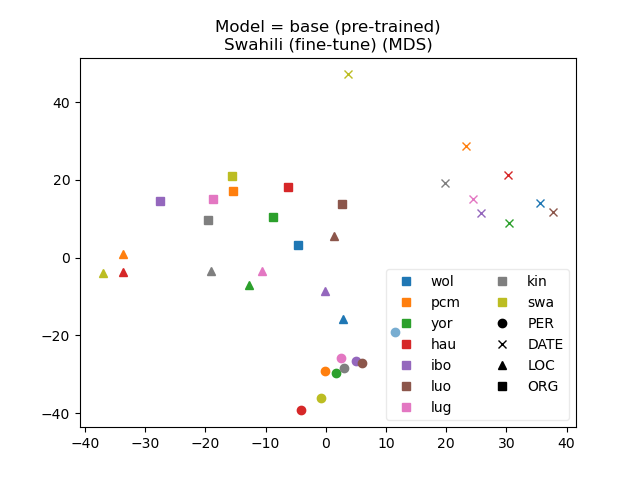 Model = base (pre-trained)
Swahili (fine-tune) (MDS)
40
20
0
−20
−40
−40
−30
−20
−10
0
10
20
30
40
wol
pcm
yor
hau
ibo
luo
lug
kin
swa
PER
DATE
LOC
ORG